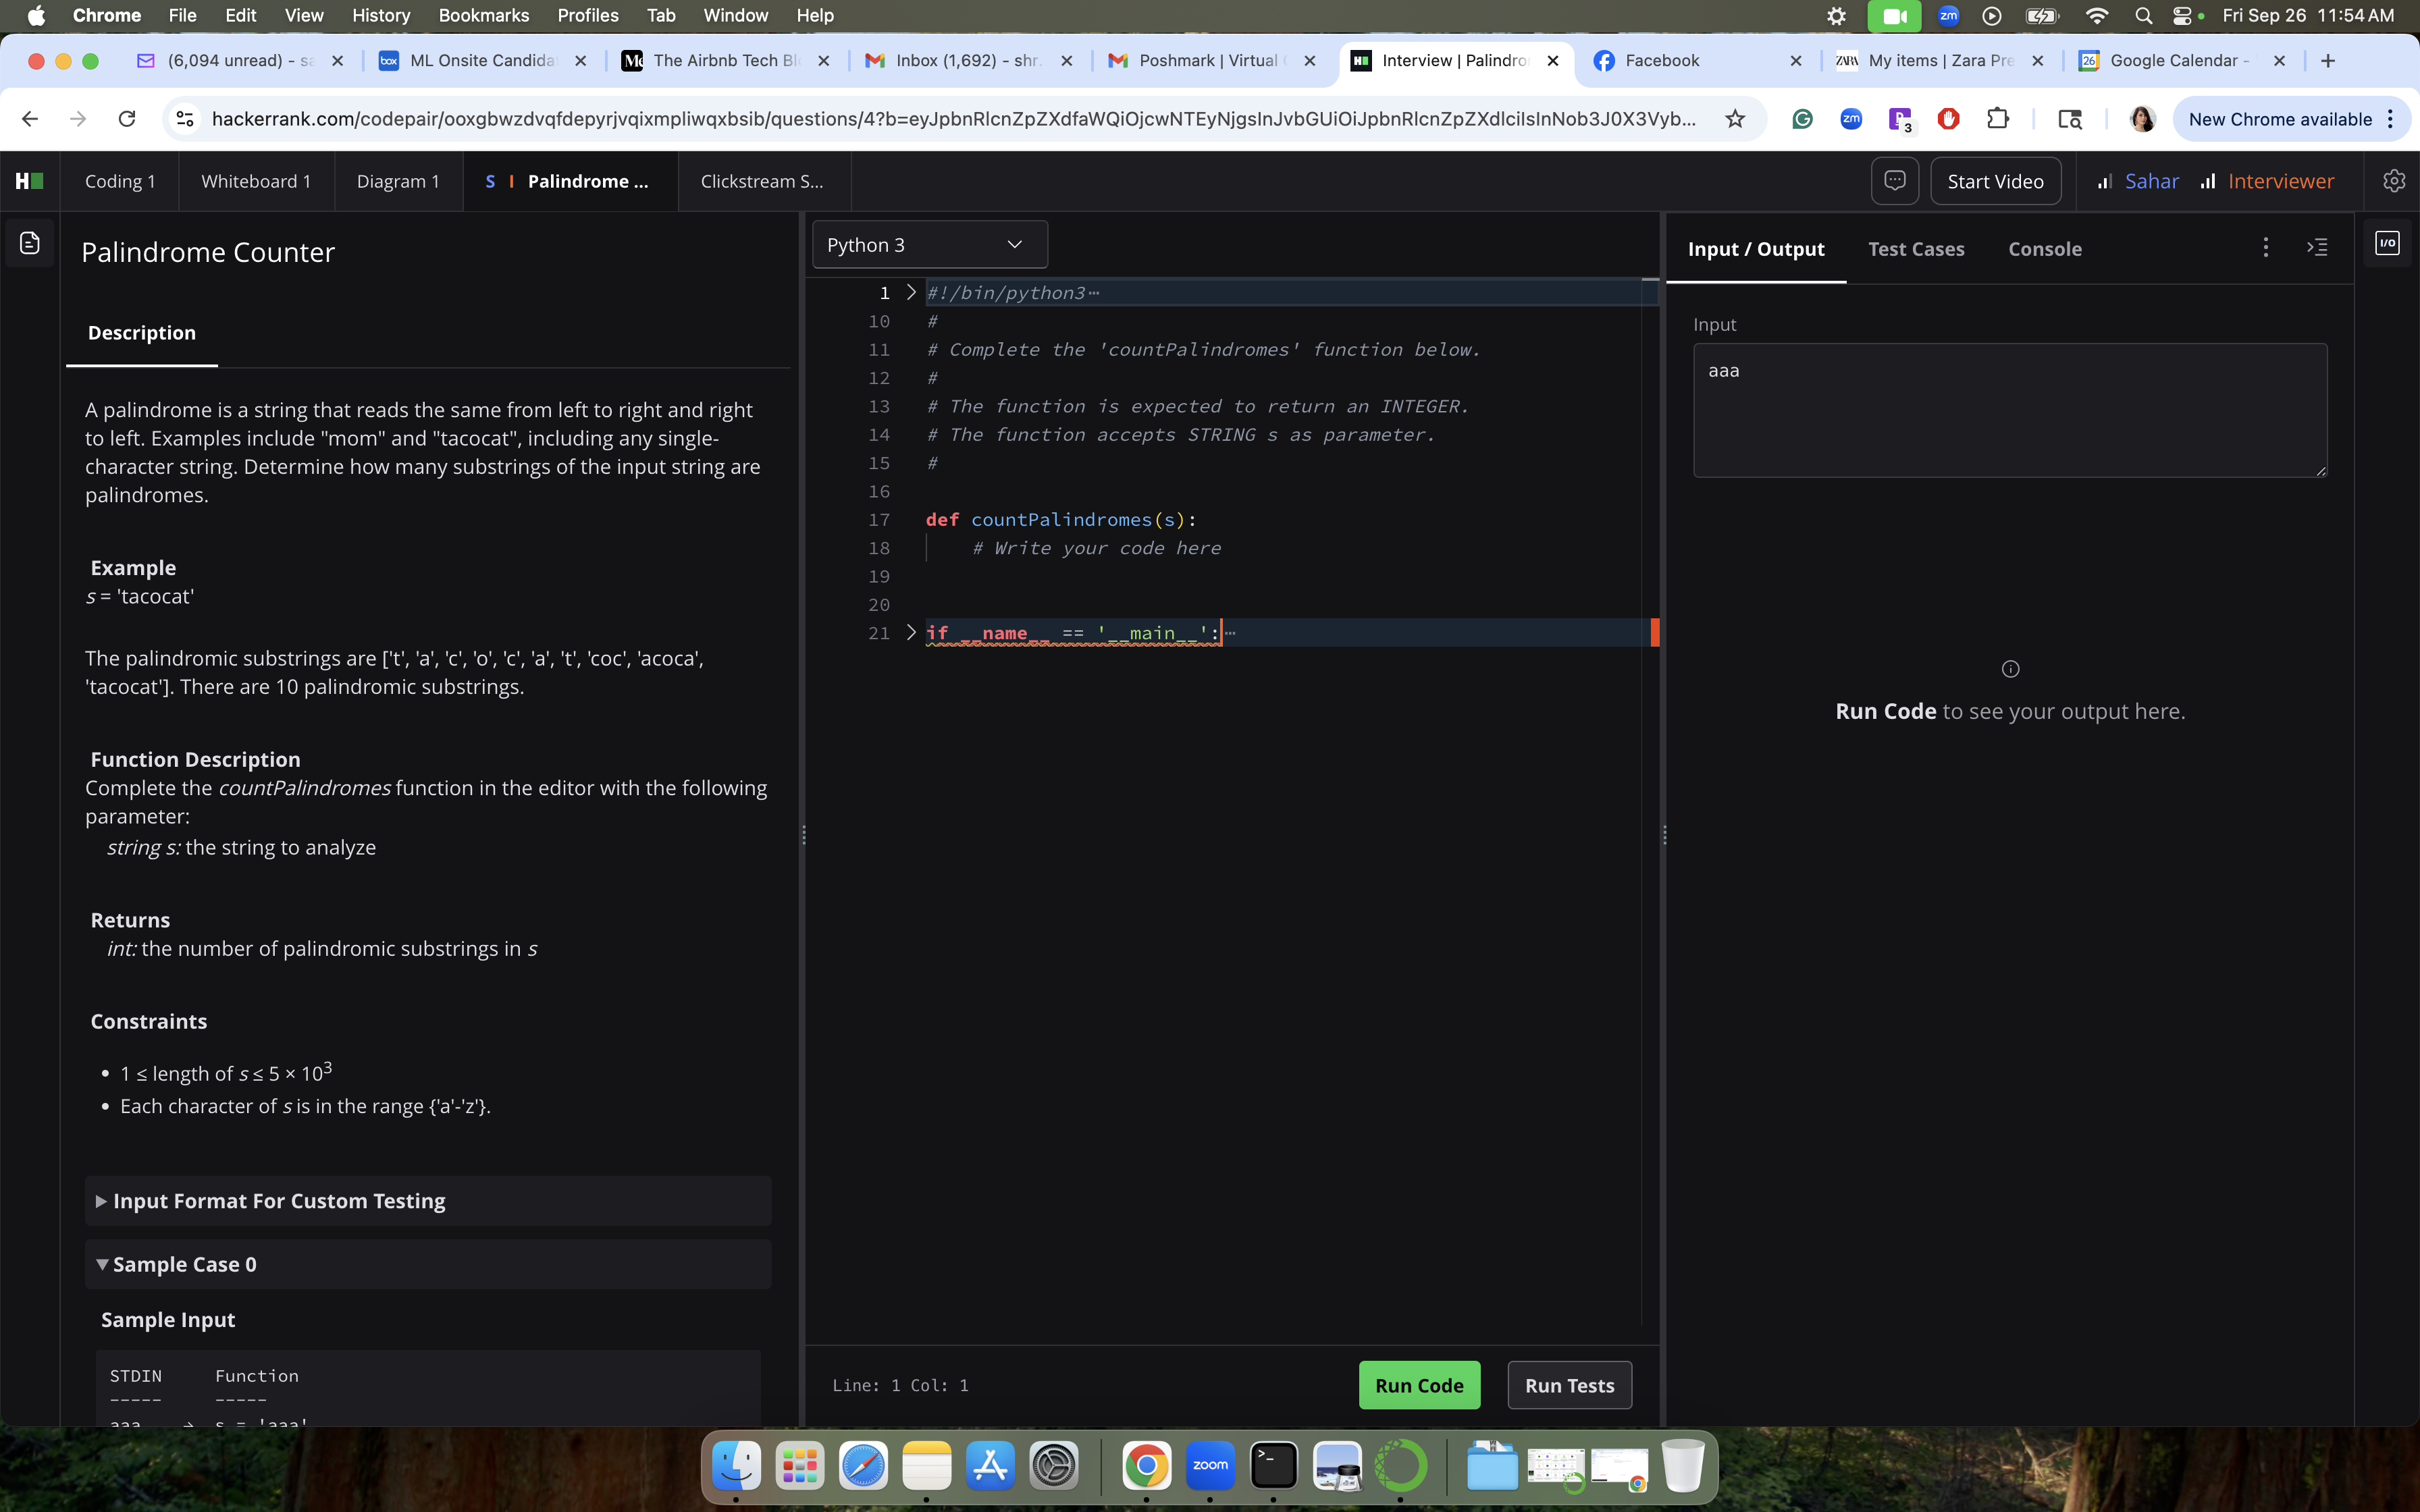 Chrome File Edit View History Bookmarks Profiles Tab Window Help
zm Fri Sep 26 11:54 AM
(6,094 unread) - sa
box ML Onsite Candida
The Airbnb Tech Bl
Inbox (1,692) - shr.
Poshmark | Virtual
Interview | Palindro
Facebook
ZARA My items | Zara Pre
26 Google Calendar -
hackerrank.com/codepair/ooxgbwzdvqfdepyrjvqixmpliwqxbsib/questions/4?b=
zm
3
New Chrome available
H
Coding 1
Whiteboard 1
Diagram 1
S I Palindrome ...
Clickstream S...
Start Video
Sahar
Interviewer
Palindrome Counter
Description
A palindrome is a string that reads the same from left to right and right
to left. Examples include "mom" and "tacocat", including any single-
character string. Determine how many substrings of the input string are
palindromes.
Example
s = 'tacocat'
The palindromic substrings are ['t', 'a', 'c', 'o', 'c', 'a', 't', 'coc', 'acoca',
'tacocat']. There are 10 palindromic substrings.
Function Description
Complete the countPalindromes function in the editor with the following
parameter:
string s: the string to analyze
Returns
int: the number of palindromic substrings in s
Constraints
• 1 ≤ length of s ≤ 5 × 10³
• Each character of s is in the range {'a'-'z'}.
Input Format For Custom Testing
Sample Case 0
Sample Input
STDIN Function
----- -----
aaa → s = 'aaa'
Python 3
1 #!/bin/python3
10 #
11 # Complete the 'countPalindromes' function below.
12 #
13 # The function is expected to return an INTEGER.
14 # The function accepts STRING s as parameter.
15 #
16
17 def countPalindromes(s):
18 # Write your code here
19
20
21 if __name__ == '__main__':
Line: 1 Col: 1
Run Code
Run Tests
Input / Output
Test Cases
Console
I/O
Input
aaa
Run Code to see your output here.
zoom